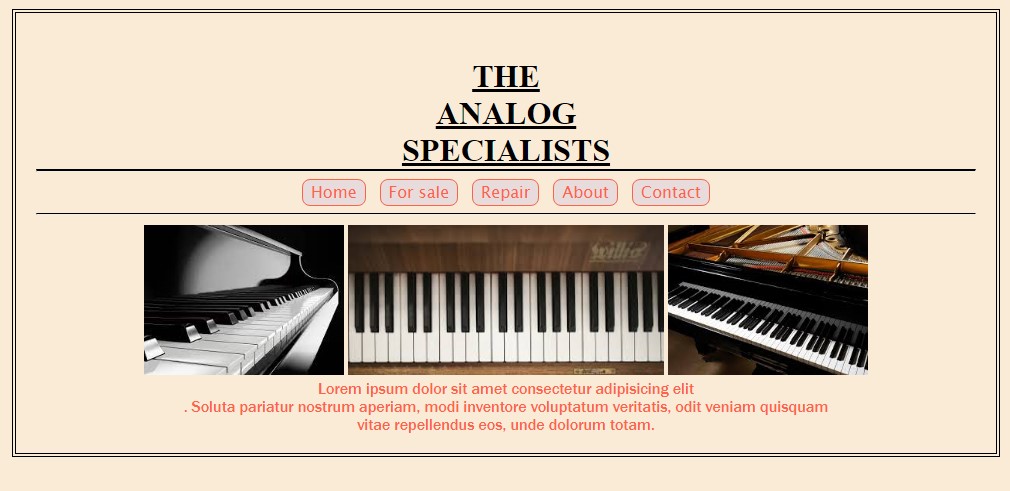 THE
ANALOG
SPECIALISTS
Home For sale Repair About Contact
Lorem ipsum dolor sit amet consectetur adipisicing elit
. Soluta pariatur nostrum aperiam, modi inventore voluptatum veritatis, odit veniam quisquam
vitae repellendus eos, unde dolorum totam.